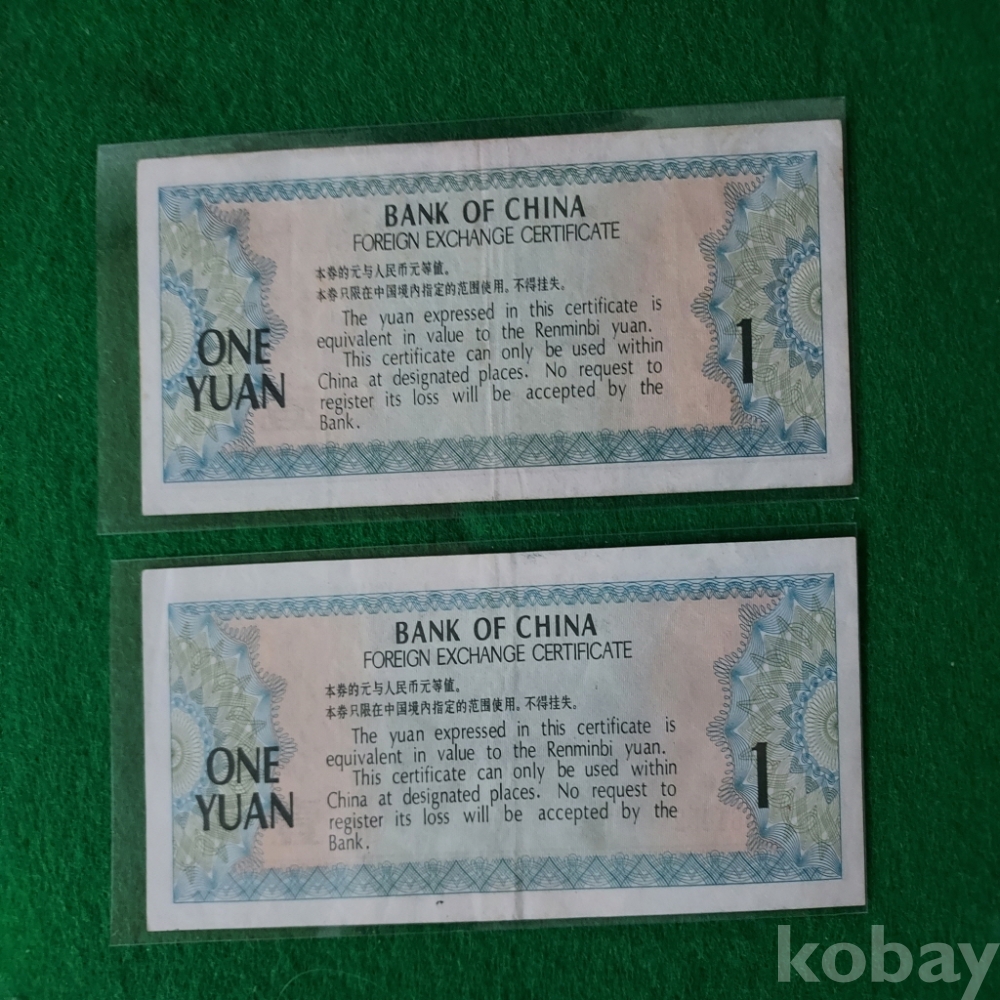 BANK OF CHINA
FOREIGN EXCHANGE CERTIFICATE
本券的元与人民币元等值。
本券只限在中国境内指定的范围使用。不得挂失。
The yuan expressed in this certificate is
equivalent in value to the Renminbi yuan.
This certificate can only be used within
China at designated places. No request to
register its loss will be accepted by the
Bank.
ONE
YUAN
1
BANK OF CHINA
FOREIGN EXCHANGE CERTIFICATE
本券的元与人民币元等值。
本券只限在中国境内指定的范围使用。不得挂失。
The yuan expressed in this certificate is
equivalent in value to the Renminbi yuan.
This certificate can only be used within
China at designated places. No request to
register its loss will be accepted by the
Bank.
ONE
YUAN
1
kobay